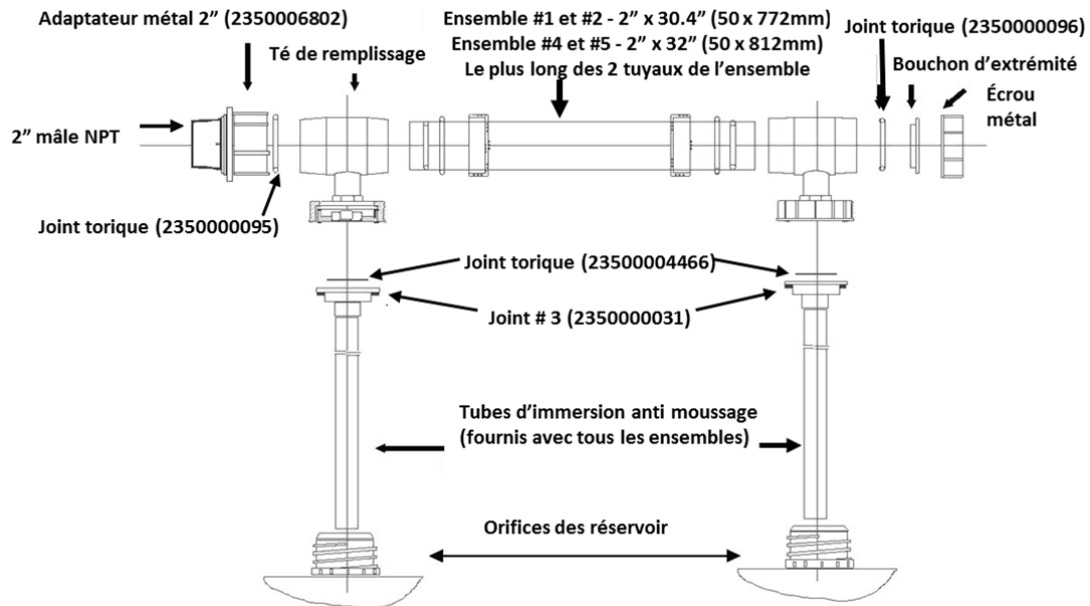 Adaptateur métal 2” (2350006802)
Té de remplissage
Ensemble #1 et #2 - 2” x 30.4” (50 x 772mm)
Ensemble #4 et #5 - 2” x 32” (50 x 812mm)
Le plus long des 2 tuyaux de l’ensemble
Joint torique (2350000096)
Bouchon d’extrémité
Écrou
métal
2” mâle NPT
Joint torique (2350000095)
Joint torique (23500004466)
Joint # 3 (2350000031)
Tubes d’immersion anti moussage
(fournis avec tous les ensembles)
Orifices des réservoir